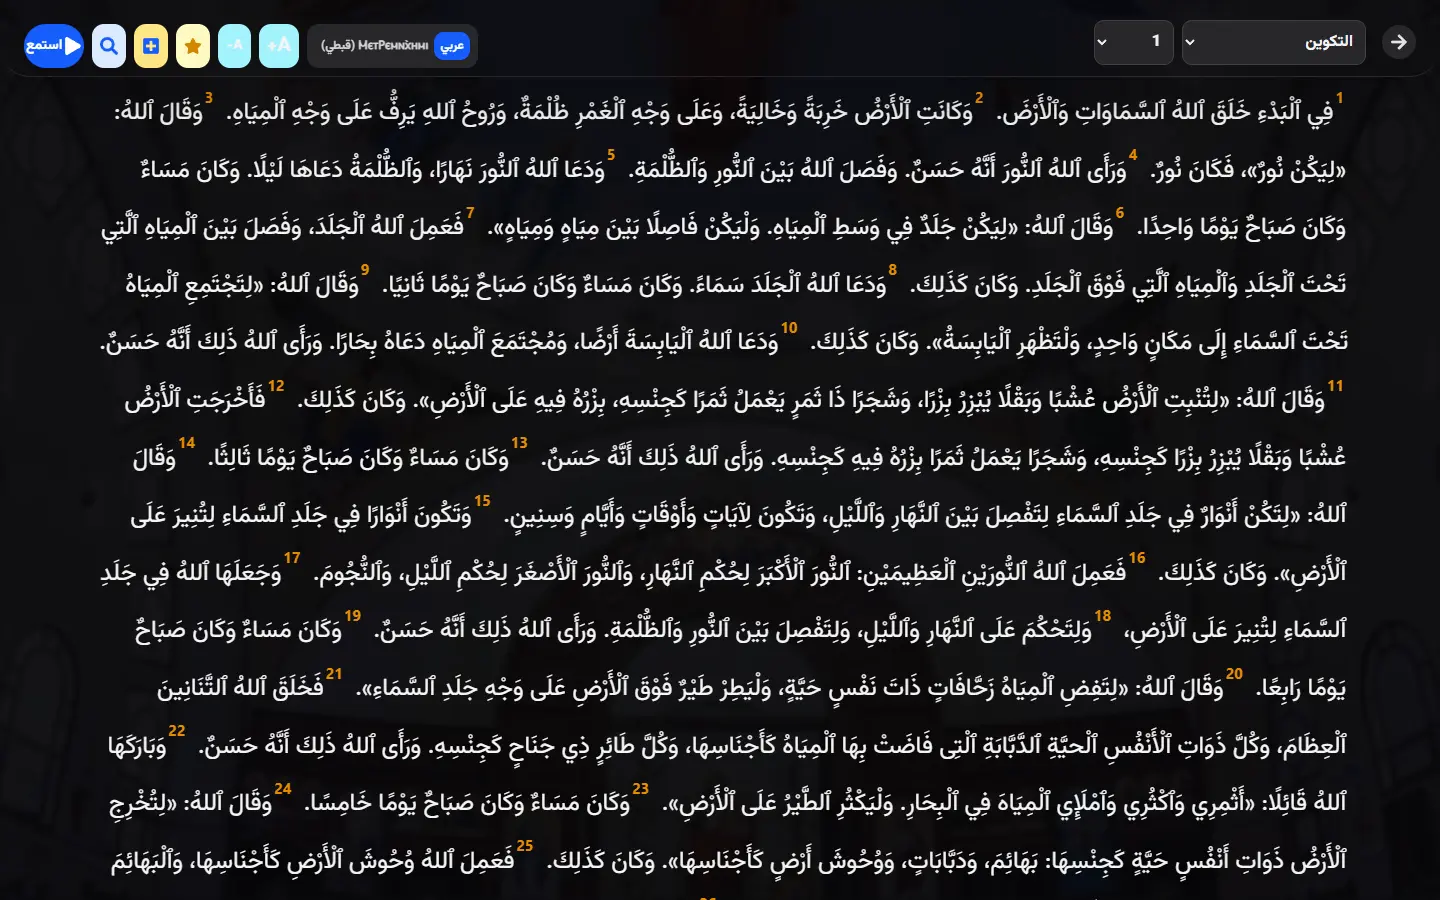 التكوين
1
عربي ⲘⲉⲧⲢⲉⲙⲛⲭⲏⲙⲓ (قبطي)
A+
A-
استمع
1 فِي ٱلْبَدْءِ خَلَقَ ٱللهُ ٱلسَّمَاوَاتِ وَٱلْأَرْضَ. 2 وَكَانَتِ ٱلْأَرْضُ خَرِبَةً وَخَالِيَةً، وَعَلَى وَجْهِ ٱلْغَمْرِ ظُلْمَةٌ، وَرُوحُ ٱللهِ يَرِفُّ عَلَى وَجْهِ ٱلْمِيَاهِ. 3 وَقَالَ ٱللهُ:
«لِيَكُنْ نُورٌ»، فَكَانَ نُورٌ. 4 وَرَأَى ٱللهُ ٱلنُّورَ أَنَّهُ حَسَنٌ. وَفَصَلَ ٱللهُ بَيْنَ ٱلنُّورِ وَٱلظُّلْمَةِ. 5 وَدَعَا ٱللهُ ٱلنُّورَ نَهَارًا، وَٱلظُّلْمَةُ دَعَاهَا لَيْلًا. وَكَانَ مَسَاءٌ
وَكَانَ صَبَاحٌ يَوْمًا وَاحِدًا. 6 وَقَالَ ٱللهُ: «لِيَكُنْ جَلَدٌ فِي وَسَطِ ٱلْمِيَاهِ. وَلْيَكُنْ فَاصِلًا بَيْنَ مِيَاهٍ وَمِيَاهٍ». 7 فَعَمِلَ ٱللهُ ٱلْجَلَدَ، وَفَصَلَ بَيْنَ ٱلْمِيَاهِ ٱلَّتِي
تَحْتَ ٱلْجَلَدِ وَٱلْمِيَاهِ ٱلَّتِي فَوْقَ ٱلْجَلَدِ. وَكَانَ كَذَلِكَ. 8 وَدَعَا ٱللهُ ٱلْجَلَدَ سَمَاءً. وَكَانَ مَسَاءٌ وَكَانَ صَبَاحٌ يَوْمًا ثَانِيًا. 9 وَقَالَ ٱللهُ: «لِتَجْتَمِعِ ٱلْمِيَاهُ
تَحْتَ ٱلسَّمَاءِ إِلَى مَكَانٍ وَاحِدٍ، وَلْتَظْهَرِ ٱلْيَابِسَةُ». وَكَانَ كَذَلِكَ. 10 وَدَعَا ٱللهُ ٱلْيَابِسَةَ أَرْضًا، وَمُجْتَمَعَ ٱلْمِيَاهِ دَعَاهُ بِحَارًا. وَرَأَى ٱللهُ ذَلِكَ أَنَّهُ حَسَنٌ.
11 وَقَالَ ٱللهُ: «لِتُنْبِتِ ٱلْأَرْضُ عُشْبًا وَبَقْلًا يُبْزِرُ بِزْرًا، وَشَجَرًا ذَا ثَمَرٍ يَعْمَلُ ثَمَرًا كَجِنْسِهِ، بِزْرُهُ فِيهِ عَلَى ٱلْأَرْضِ». وَكَانَ كَذَلِكَ. 12 فَأَخْرَجَتِ ٱلْأَرْضُ
عُشْبًا وَبَقْلًا يُبْزِرُ بِزْرًا كَجِنْسِهِ، وَشَجَرًا يَعْمَلُ ثَمَرًا بِزْرُهُ فِيهِ كَجِنْسِهِ. وَرَأَى ٱللهُ ذَلِكَ أَنَّهُ حَسَنٌ. 13 وَكَانَ مَسَاءٌ وَكَانَ صَبَاحٌ يَوْمًا ثَالِثًا. 14 وَقَالَ
ٱللهُ: «لِتَكُنْ أَنْوَارٌ فِي جَلَدِ ٱلسَّمَاءِ لِتَفْصِلَ بَيْنَ ٱلنَّهَارِ وَٱللَّيْلِ، وَتَكُونَ لِآيَاتٍ وَأَوْقَاتٍ وَأَيَّامٍ وَسِنِينٍ. 15 وَتَكُونَ أَنْوَارًا فِي جَلَدِ ٱلسَّمَاءِ لِتُنِيرَ عَلَى
ٱلْأَرْضِ». وَكَانَ كَذَلِكَ. 16 فَعَمِلَ ٱللهُ ٱلنُّورَيْنِ ٱلْعَظِيمَيْنِ: ٱلنُّورَ ٱلْأَكْبَرَ لِحُكْمِ ٱلنَّهَارِ، وَٱلنُّورَ ٱلْأَصْغَرَ لِحُكْمِ ٱللَّيْلِ، وَٱلنُّجُومَ. 17 وَجَعَلَهَا ٱللهُ فِي جَلَدِ
ٱلسَّمَاءِ لِتُنِيرَ عَلَى ٱلْأَرْضِ، 18 وَلِتَحْكُمَ عَلَى ٱلنَّهَارِ وَٱللَّيْلِ، وَلِتَفْصِلَ بَيْنَ ٱلنُّورِ وَٱلظُّلْمَةِ. وَرَأَى ٱللهُ ذَلِكَ أَنَّهُ حَسَنٌ. 19 وَكَانَ مَسَاءٌ وَكَانَ صَبَاحٌ
يَوْمًا رَابِعًا. 20 وَقَالَ ٱللهُ: «لِتَفِضِ ٱلْمِيَاهُ زَحَّافَاتٍ ذَاتَ نَفْسٍ حَيَّةٍ، وَلْيَطِرْ طَيْرٌ فَوْقَ ٱلْأَرْضِ عَلَى وَجْهِ جَلَدِ ٱلسَّمَاءِ». 21 فَخَلَقَ ٱللهُ ٱلتَّنَانِينَ
ٱلْعِظَامَ، وَكُلَّ ذَوَاتِ ٱلْأَنْفُسِ ٱلْحيَّةِ ٱلدَّبَّابَةِ ٱلْتِى فَاضَتْ بِهَا ٱلْمِيَاهُ كَأَجْنَاسِهَا، وَكُلَّ طَائِرٍ ذِي جَنَاحٍ كَجِنْسِهِ. وَرَأَى ٱللهُ ذَلِكَ أَنَّهُ حَسَنٌ. 22 وَبَارَكَهَا
ٱللهُ قَائِلًا: «أَثْمِرِي وَٱكْثُرِي وَٱمْلَإِي ٱلْمِيَاهَ فِي ٱلْبِحَارِ. وَلْيَكْثُرِ ٱلطَّيْرُ عَلَى ٱلْأَرْضِ». 23 وَكَانَ مَسَاءٌ وَكَانَ صَبَاحٌ يَوْمًا خَامِسًا. 24 وَقَالَ ٱللهُ: «لِتُخْرِجِ
ٱلْأَرْضُ ذَوَاتِ أَنْفُسٍ حَيَّةٍ كَجِنْسِهَا: بَهَائِمَ، وَدَبَّابَاتٍ، وَوُحُوشَ أَرْضٍ كَأَجْنَاسِهَا». وَكَانَ كَذَلِكَ. 25 فَعَمِلَ ٱللهُ وُحُوشَ ٱلْأَرْضِ كَأَجْنَاسِهَا، وَٱلْبَهَائِمَ